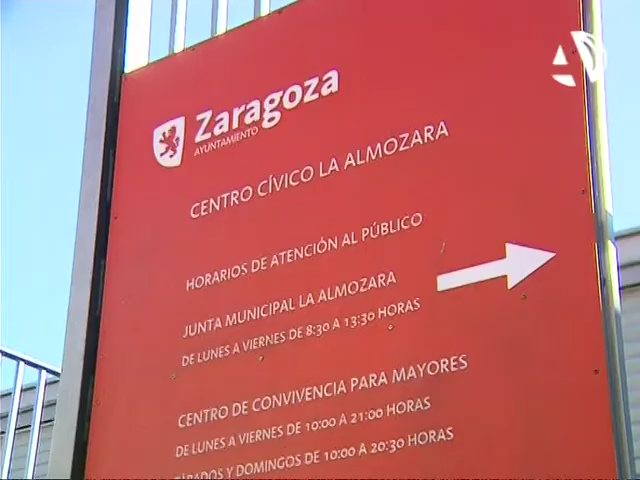 Zaragoza
AYUNTAMIENTO
CENTRO CÍVICO LA ALMOZARA
HORARIOS DE ATENCIÓN AL PÚBLICO
JUNTA MUNICIPAL LA ALMOZARA
DE LUNES A VIERNES DE 8:30 A 13:30 HORAS
CENTRO DE CONVIVENCIA PARA MAYORES
DE LUNES A VIERNES DE 10:00 A 21:00 HORAS
SÁBADOS Y DOMINGOS DE 10:00 A 20:30 HORAS